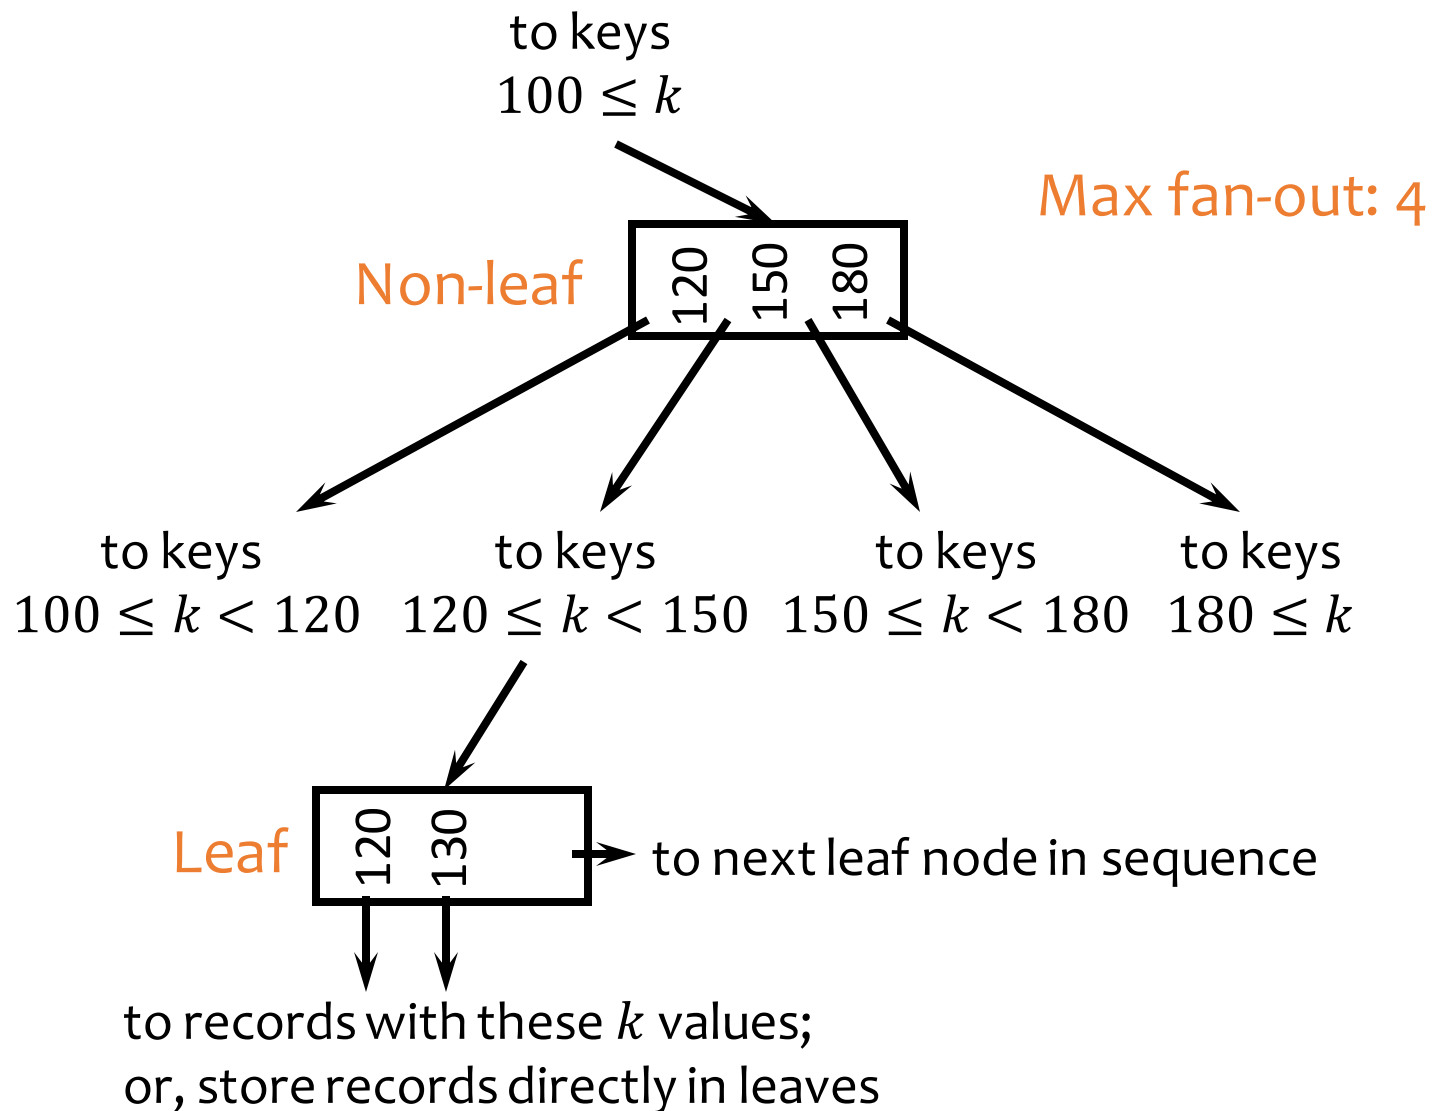 to keys
100 ≤ k
Max fan-out: 4
Non-leaf
120
150
180
to keys
100 ≤ k < 120
to keys
120 ≤ k < 150
to keys
150 ≤ k < 180
to keys
180 ≤ k
Leaf
120
130
to next leaf node in sequence
to records with these k values;
or, store records directly in leaves